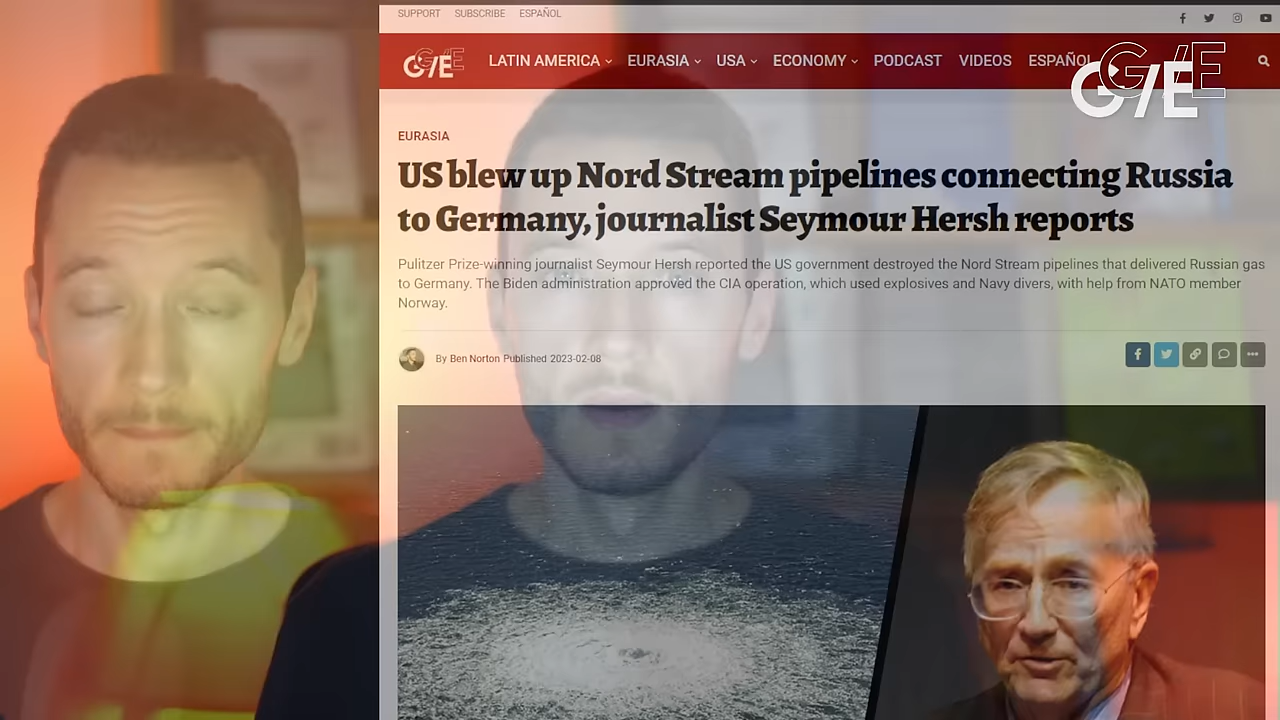 SUPPORT SUBSCRIBE ESPAÑOL
G/E LATIN AMERICA EURASIA USA ECONOMY PODCAST VIDEOS ESPAÑOL
G/E
EURASIA
US blew up Nord Stream pipelines connecting Russia
to Germany, journalist Seymour Hersh reports
Pulitzer Prize-winning journalist Seymour Hersh reported the US government destroyed the Nord Stream pipelines that delivered Russian gas
to Germany. The Biden administration approved the CIA operation, which used explosives and Navy divers, with help from NATO member
Norway.
By Ben Norton Published 2023-02-08